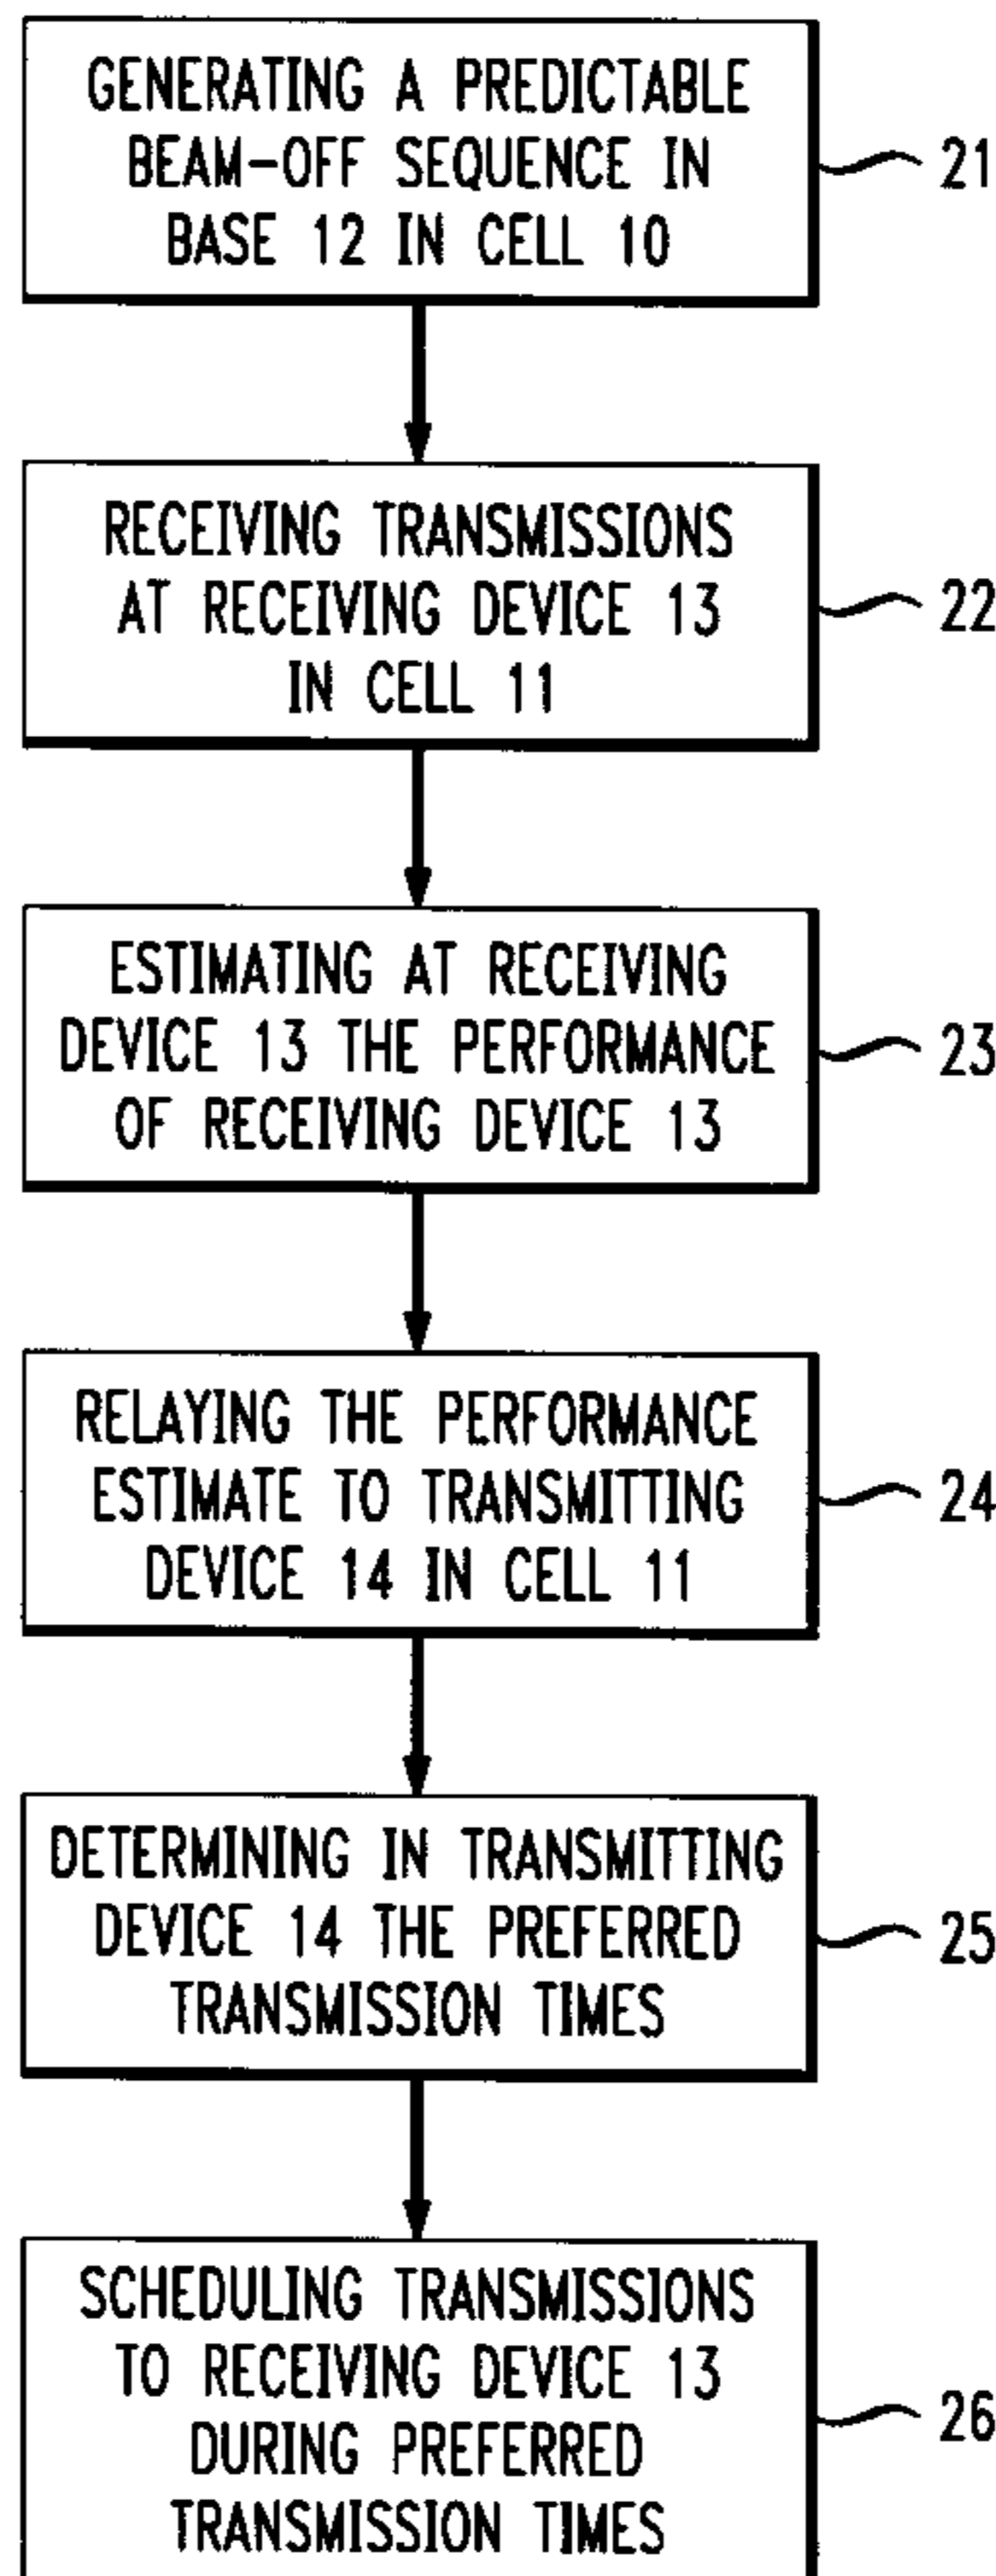 GENERATING A PREDICTABLE
BEAM-OFF SEQUENCE IN
BASE 12 IN CELL 10
21
RECEIVING TRANSMISSIONS
AT RECEIVING DEVICE 13
IN CELL 11
22
ESTIMATING AT RECEIVING
DEVICE 13 THE PERFORMANCE
OF RECEIVING DEVICE 13
23
RELAYING THE PERFORMANCE
ESTIMATE TO TRANSMITTING
DEVICE 14 IN CELL 11
24
DETERMINING IN TRANSMITTING
DEVICE 14 THE PREFERRED
TRANSMISSION TIMES
25
SCHEDULING TRANSMISSIONS
TO RECEIVING DEVICE 13
DURING PREFERRED
TRANSMISSION TIMES
26